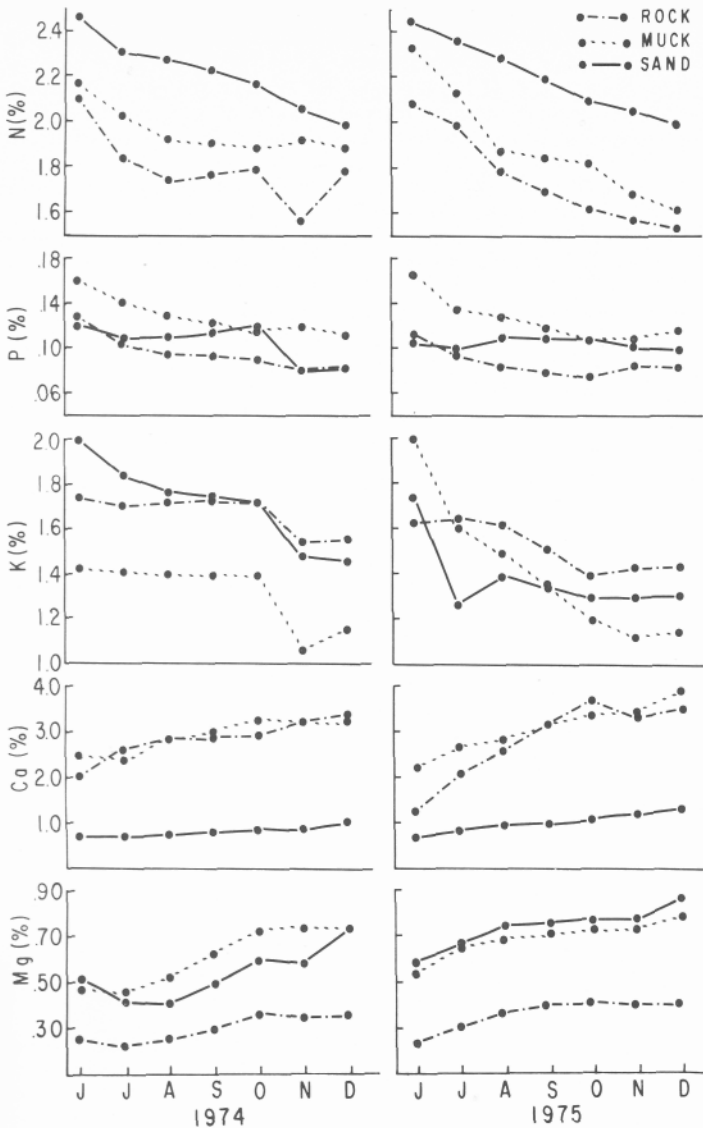 ROCK
MUCK
SAND
N(%)
2.4
2.2
2.0
1.8
1.6
P (%)
.18
.14
.10
.06
K (%)
2.0
1.8
1.6
1.4
1.2
1.0
Ca (%)
4.0
3.0
2.0
1.0
Mg (%)
.90
.70
.50
.30
J J A S O N D
J J A S O N D
1974
1975